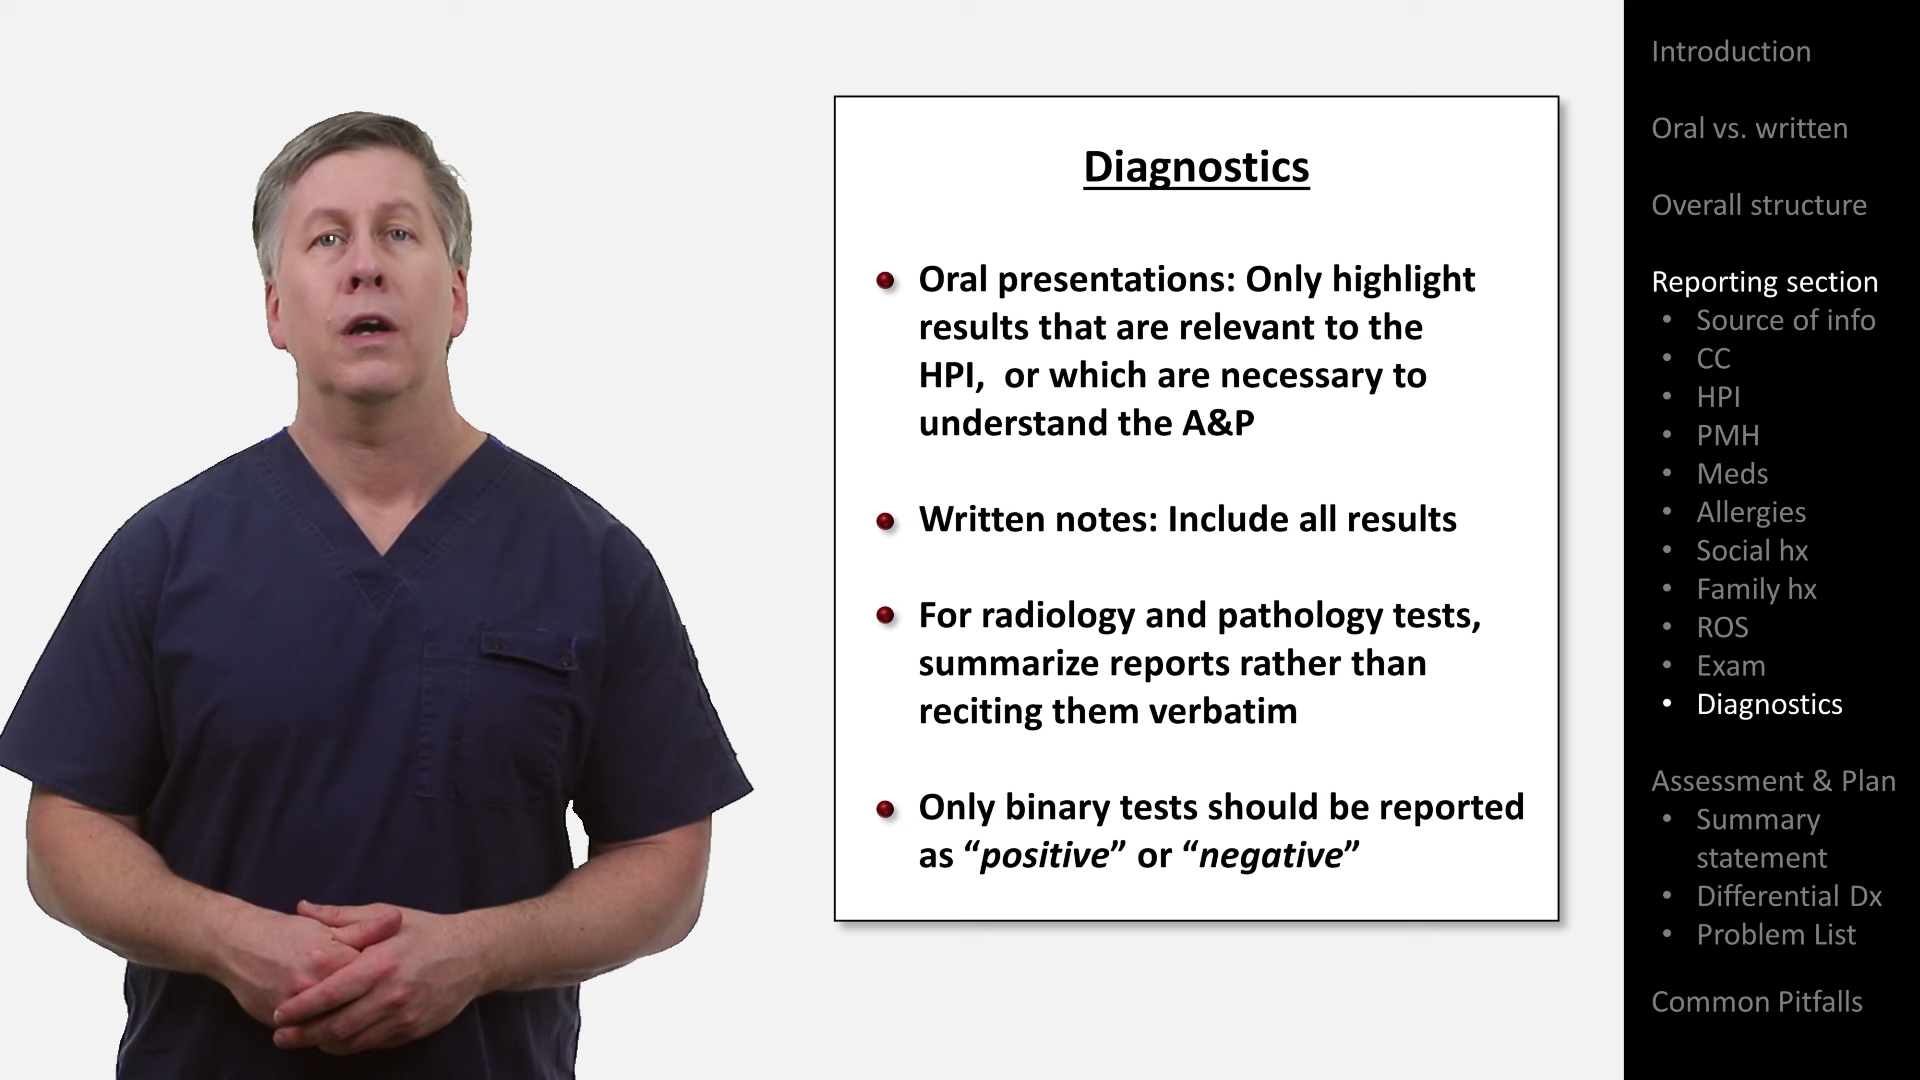 Diagnostics
Oral presentations: Only highlight
results that are relevant to the
HPI,  or which are necessary to
understand the A&P
Written notes: Include all results
For radiology and pathology tests,
summarize reports rather than
reciting them verbatim
Only binary tests should be reported
as “positive” or “negative”
Introduction
Oral vs. written
Overall structure
Reporting section
• Source of info
• CC
• HPI
• PMH
• Meds
• Allergies
• Social hx
• Family hx
• ROS
• Exam
• Diagnostics
Assessment & Plan
• Summary
statement
• Differential Dx
• Problem List
Common Pitfalls